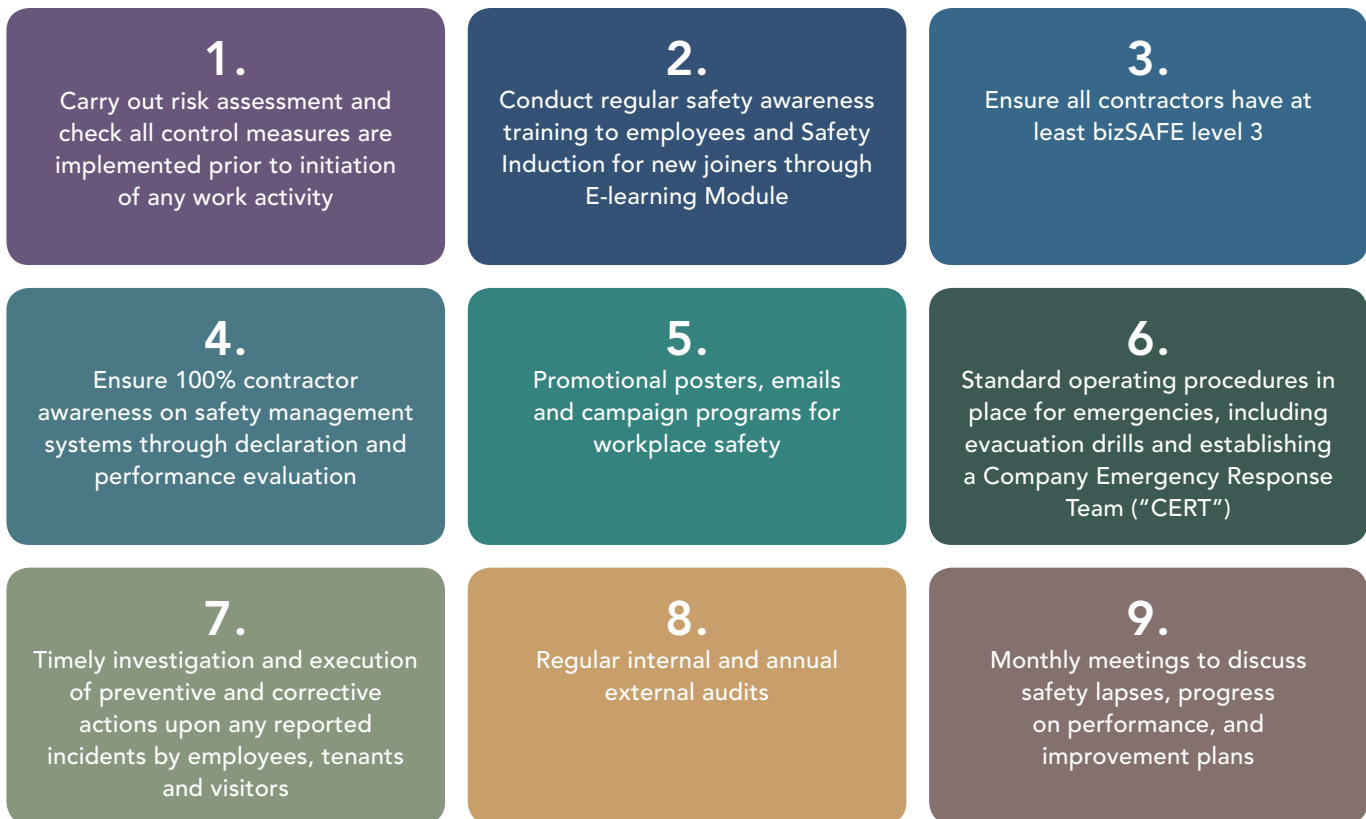 1.
Carry out risk assessment and
check all control measures are
implemented prior to initiation
of any work activity
2.
Conduct regular safety awareness
training to employees and Safety
Induction for new joiners through
E-learning Module
3.
Ensure all contractors have at
least bizSAFE level 3
4.
Ensure 100% contractor
awareness on safety management
systems through declaration and
performance evaluation
5.
Promotional posters, emails
and campaign programs for
workplace safety
6.
Standard operating procedures in
place for emergencies, including
evacuation drills and establishing
a Company Emergency Response
Team (“CERT”)
7.
Timely investigation and execution
of preventive and corrective
actions upon any reported
incidents by employees, tenants
and visitors
8.
Regular internal and annual
external audits
9.
Monthly meetings to discuss
safety lapses, progress
on performance, and
improvement plans